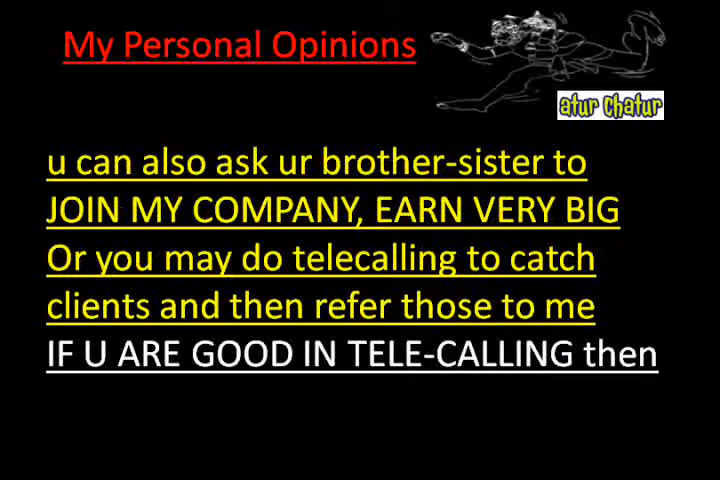 My Personal Opinions
atur chatur
u can also ask ur brother-sister to
JOIN MY COMPANY, EARN VERY BIG
Or you may do telecalling to catch
clients and then refer those to me
IF U ARE GOOD IN TELE-CALLING then